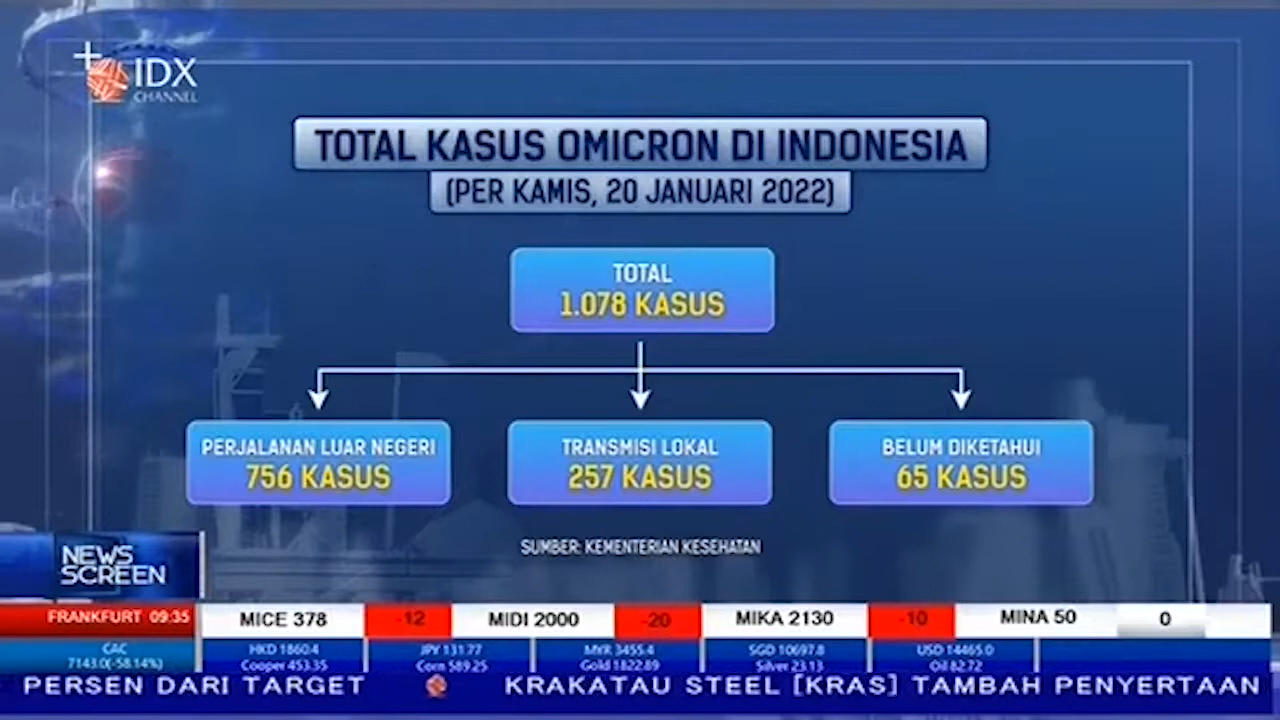 IDX
CHANNEL
TOTAL KASUS OMICRON DI INDONESIA
(PER KAMIS, 20 JANUARI 2022)
TOTAL
1.078 KASUS
PERJALANAN LUAR NEGERI
756 KASUS
TRANSMISI LOKAL
257 KASUS
BELUM DIKETAHUI
65 KASUS
SUMBER: KEMENTERIAN KESEHATAN
NEWS
SCREEN
FRANKFURT 09:35
MICE 378 -12 MIDI 2000 -20 MIKA 2130 -10 MINA 50 0
CAC HKD 1860.4 JPY 131.77 MYR 3455.4 SGD 10697.8 USD 14465.0
7143.0(-58.14%) Cooper 453.35 Corn 589.25 Gold 1822.89 Silver 23.13 Oil 82.72
PERSEN DARI TARGET KRAKATAU STEEL [KRAS] TAMBAH PENYERTAAN